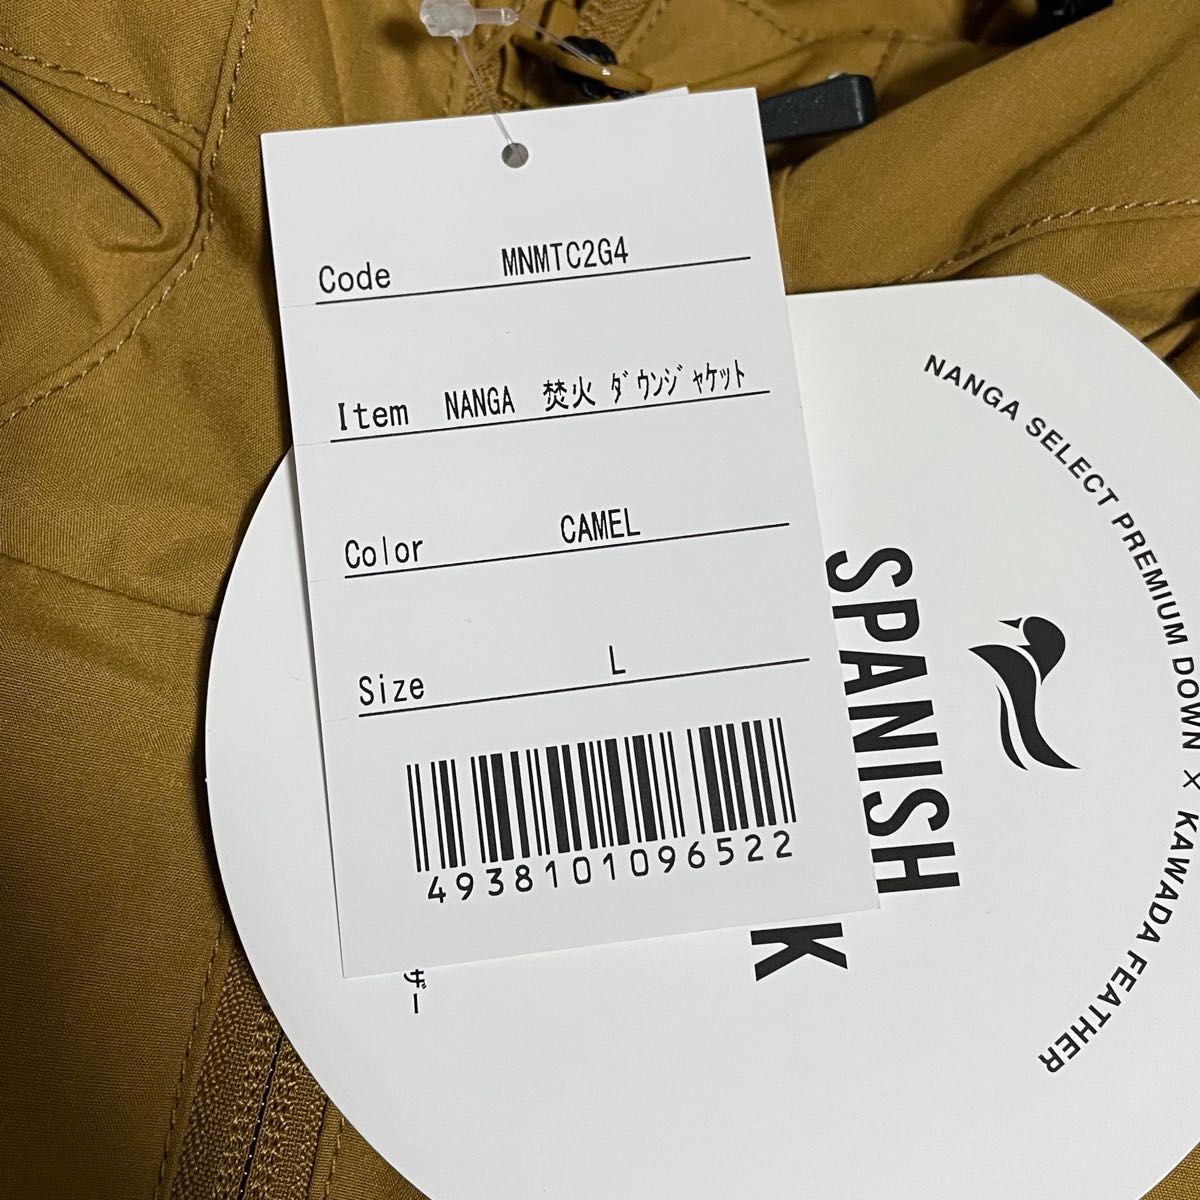 Code MNMTC2G4
Item NANGA 焚火 ﾀﾞｳﾝｼﾞｬｹｯﾄ
Color CAMEL
Size L
4938101096522
NANGA SELECT PREMIUM DOWN × KAWADA FEATHER
SPANISH
K
ザー